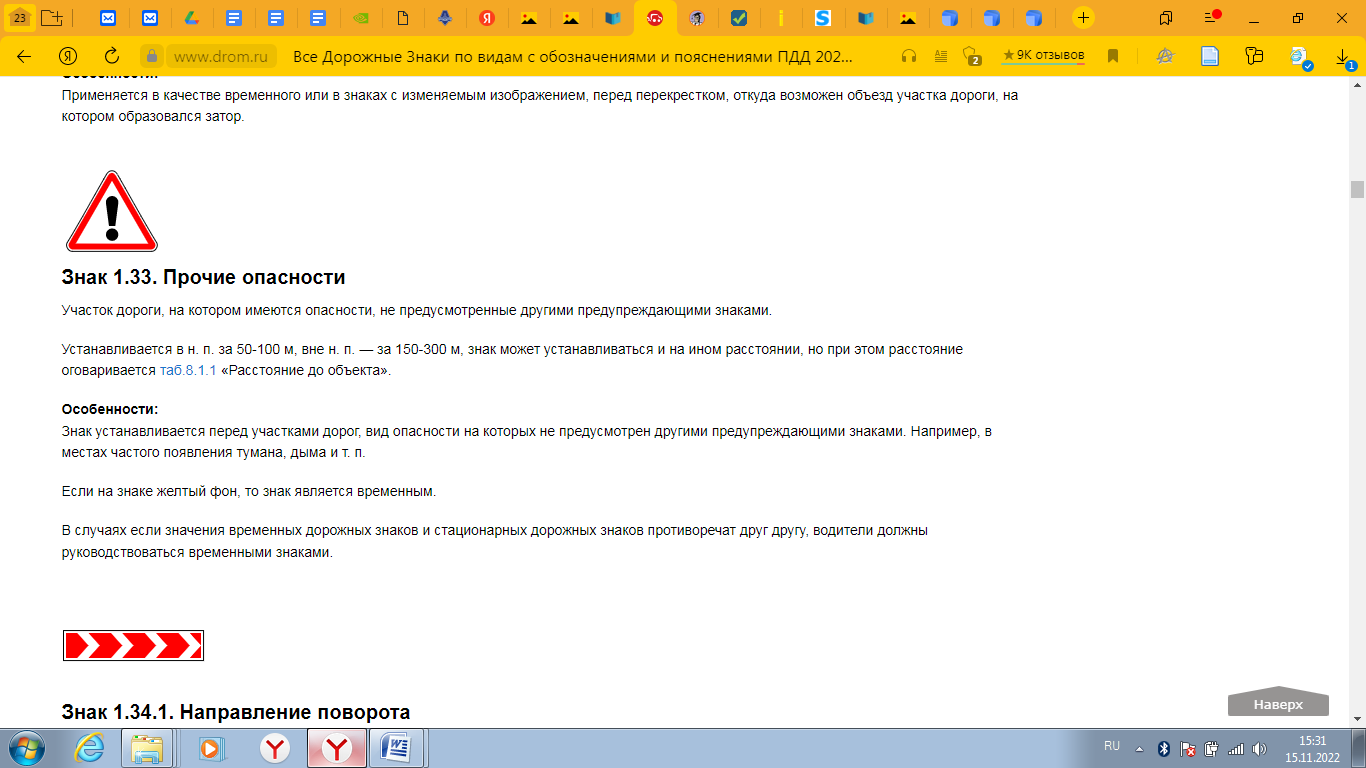 23
www.drom.ru
Все Дорожные Знаки по видам с обозначениями и пояснениями ПДД 202...
2
★ 9К отзывов
1
Применяется в качестве временного или в знаках с изменяемым изображением, перед перекрестком, откуда возможен объезд участка дороги, на
котором образовался затор.
Знак 1.33. Прочие опасности
Участок дороги, на котором имеются опасности, не предусмотренные другими предупреждающими знаками.
Устанавливается в н. п. за 50-100 м, вне н. п. — за 150-300 м, знак может устанавливаться и на ином расстоянии, но при этом расстояние
оговаривается таб.8.1.1 «Расстояние до объекта».
Особенности:
Знак устанавливается перед участками дорог, вид опасности на которых не предусмотрен другими предупреждающими знаками. Например, в
местах частого появления тумана, дыма и т. п.
Если на знаке желтый фон, то знак является временным.
В случаях если значения временных дорожных знаков и стационарных дорожных знаков противоречат друг другу, водители должны
руководствоваться временными знаками.
Знак 1.34.1. Направление поворота
Наверх
RU
15:31
15.11.2022